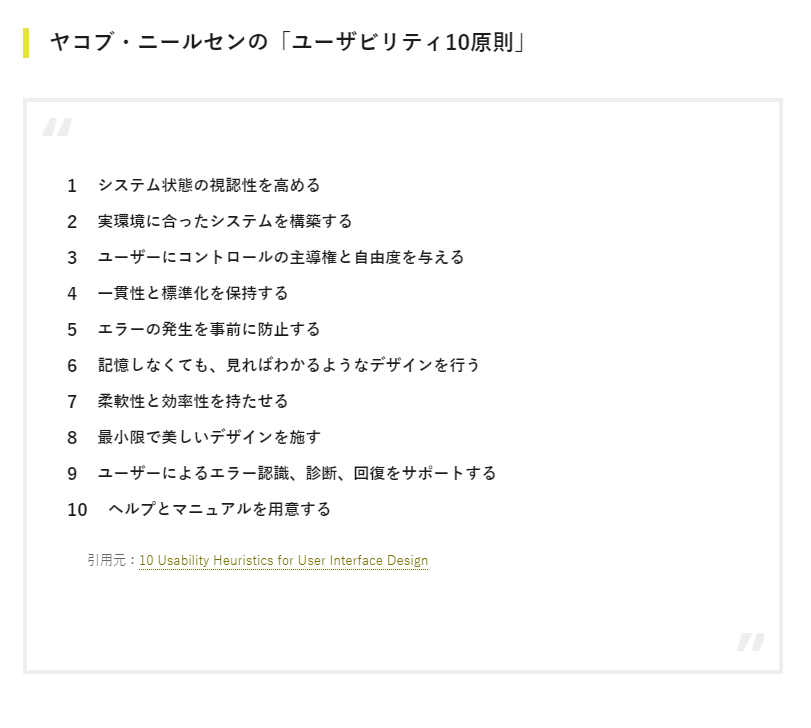 ヤコブ・ニールセンの「ユーザビリティ10原則」
“
1 システム状態の視認性を高める
2 実環境に合ったシステムを構築する
3 ユーザーにコントロールの主導権と自由度を与える
4 一貫性と標準化を保持する
5 エラーの発生を事前に防止する
6 記憶しなくても、見ればわかるようなデザインを行う
7 柔軟性と効率性を持たせる
8 最小限で美しいデザインを施す
9 ユーザーによるエラー認識、診断、回復をサポートする
10 ヘルプとマニュアルを用意する
引用元：10 Usability Heuristics for User Interface Design
”